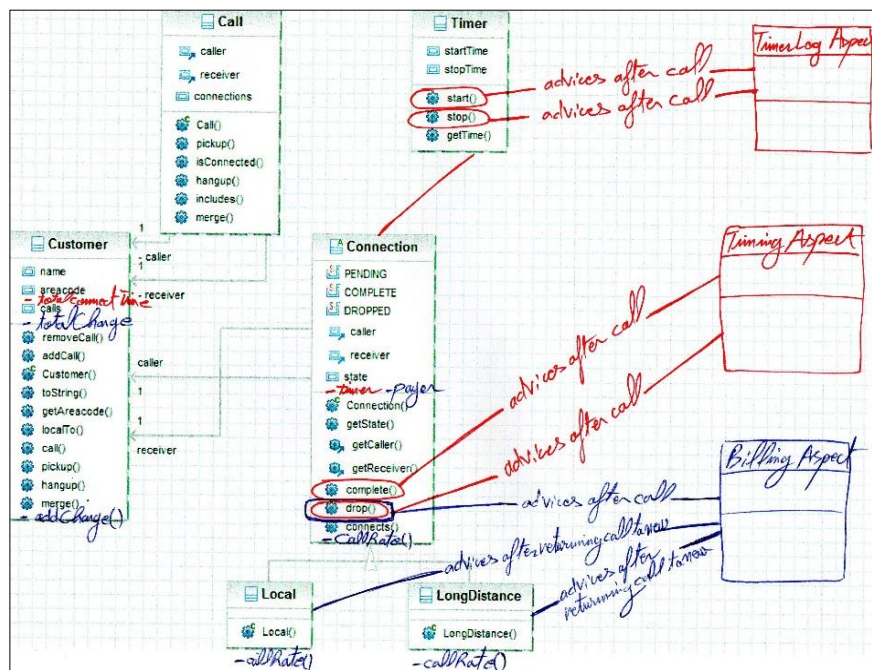 Call
caller
receiver
connections
Call()
pickup()
isConnected()
hangup()
includes()
merge()
Timer
startTime
stopTime
start()
stop()
getTime()
advices after call
advices after call
TimerLog Aspect
1
- caller
1
- receiver
Customer
name
areacode
- totalConnectTime
calls
- totalCharge
removeCall()
addCall()
Customer()
toString()
getAreacode()
localTo()
call()
pickup()
hangup()
merge()
- addCharge()
caller
1
1
receiver
Connection
PENDING
COMPLETE
DROPPED
caller
receiver
state
- timer - payer
Connection()
getState()
getCaller()
getReceiver()
complete()
drop()
connects()
- CallRate()
Timing Aspect
advices after call
advices after call
Billing Aspect
advices after call
advices after returning call to new
advices after
returning call to new
Local
Local()
- callRate()
LongDistance
LongDistance()
- callRate()